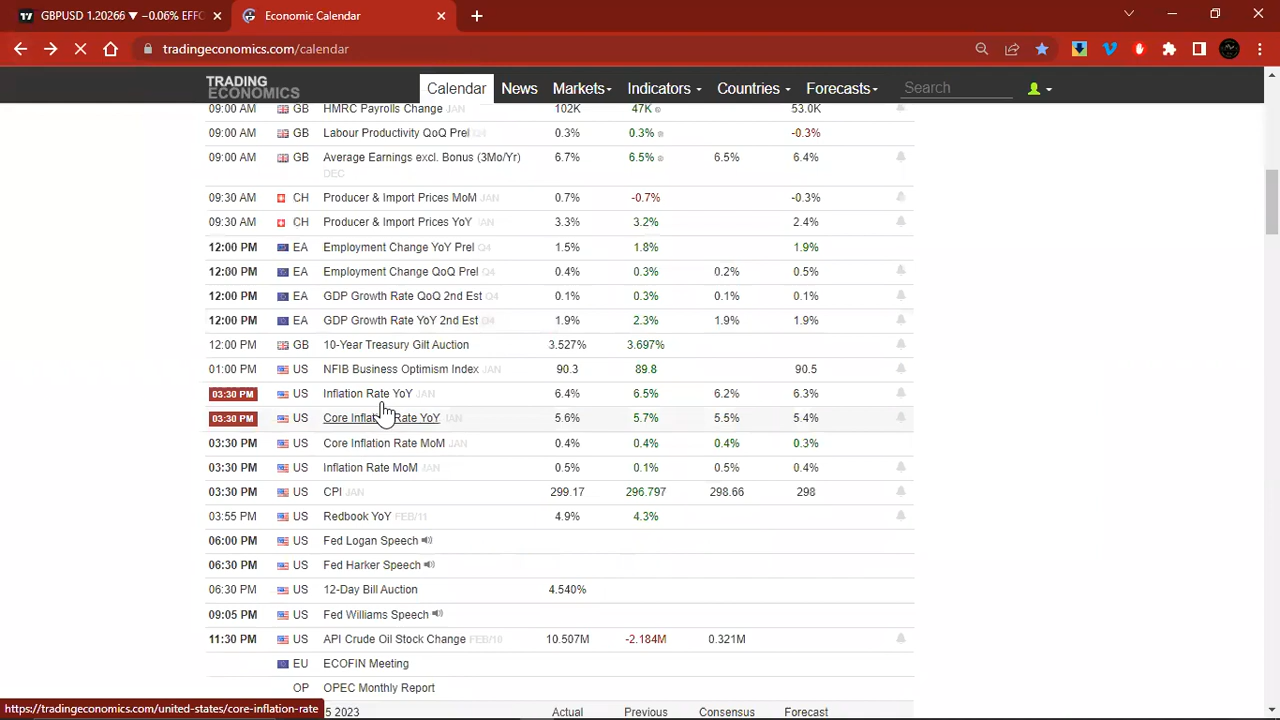 GBPUSD 1.20266 ▼ −0.06% EFFC
Economic Calendar
tradingeconomics.com/calendar
TRADING ECONOMICS
Calendar News Markets Indicators Countries Forecasts Search
09:00 AM GB HMRC Payrolls Change JAN 102K 47K ® 53.0K
09:00 AM GB Labour Productivity QoQ Prel Q4 0.3% 0.3% ® -0.3%
09:00 AM GB Average Earnings excl. Bonus (3Mo/Yr) DEC 6.7% 6.5% ® 6.5% 6.4%
09:30 AM CH Producer & Import Prices MoM JAN 0.7% -0.7% -0.3%
09:30 AM CH Producer & Import Prices YoY JAN 3.3% 3.2% 2.4%
12:00 PM EA Employment Change YoY Prel Q4 1.5% 1.8% 1.9%
12:00 PM EA Employment Change QoQ Prel Q4 0.4% 0.3% 0.2% 0.5%
12:00 PM EA GDP Growth Rate QoQ 2nd Est Q4 0.1% 0.3% 0.1% 0.1%
12:00 PM EA GDP Growth Rate YoY 2nd Est Q4 1.9% 2.3% 1.9% 1.9%
12:00 PM GB 10-Year Treasury Gilt Auction 3.527% 3.697%
01:00 PM US NFIB Business Optimism Index JAN 90.3 89.8 90.5
03:30 PM US Inflation Rate YoY JAN 6.4% 6.5% 6.2% 6.3%
03:30 PM US Core Inflation Rate YoY JAN 5.6% 5.7% 5.5% 5.4%
03:30 PM US Core Inflation Rate MoM JAN 0.4% 0.4% 0.4% 0.3%
03:30 PM US Inflation Rate MoM JAN 0.5% 0.1% 0.5% 0.4%
03:30 PM US CPI JAN 299.17 296.797 298.66 298
03:55 PM US Redbook YoY FEB/11 4.9% 4.3%
06:00 PM US Fed Logan Speech
06:30 PM US Fed Harker Speech
06:30 PM US 12-Day Bill Auction 4.540%
09:05 PM US Fed Williams Speech
11:30 PM US API Crude Oil Stock Change FEB/10 10.507M -2.184M 0.321M
EU ECOFIN Meeting
OP OPEC Monthly Report
5 2023 Actual Previous Consensus Forecast
https://tradingeconomics.com/united-states/core-inflation-rate